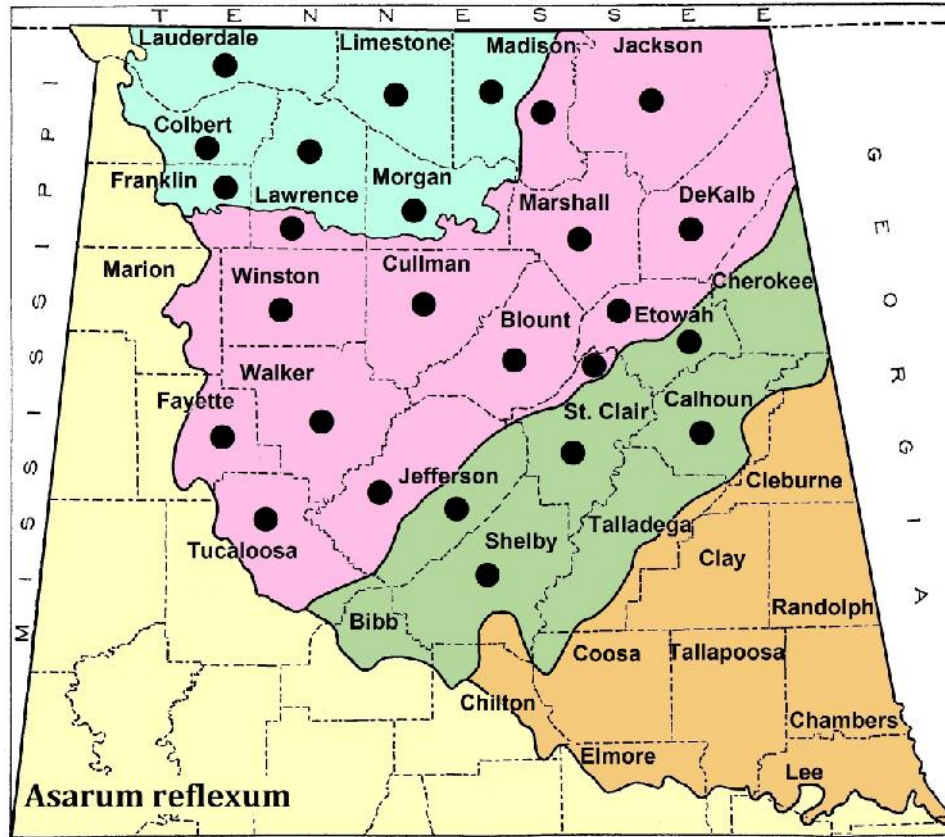 T E N N E S S E E
Lauderdale
Limestone
Madison
Jackson
Colbert
Franklin
Lawrence
Morgan
Marshall
DeKalb
Marion
Winston
Cullman
Cherokee
Blount
Etowah
Walker
Fayette
St. Clair
Calhoun
Jefferson
Cleburne
Tucaloosa
Shelby
Talladega
Clay
Randolph
Bibb
Coosa
Tallapoosa
Chilton
Chambers
Elmore
Lee
Asarum reflexum
M I S S I S S I P P I
G E O R G I A